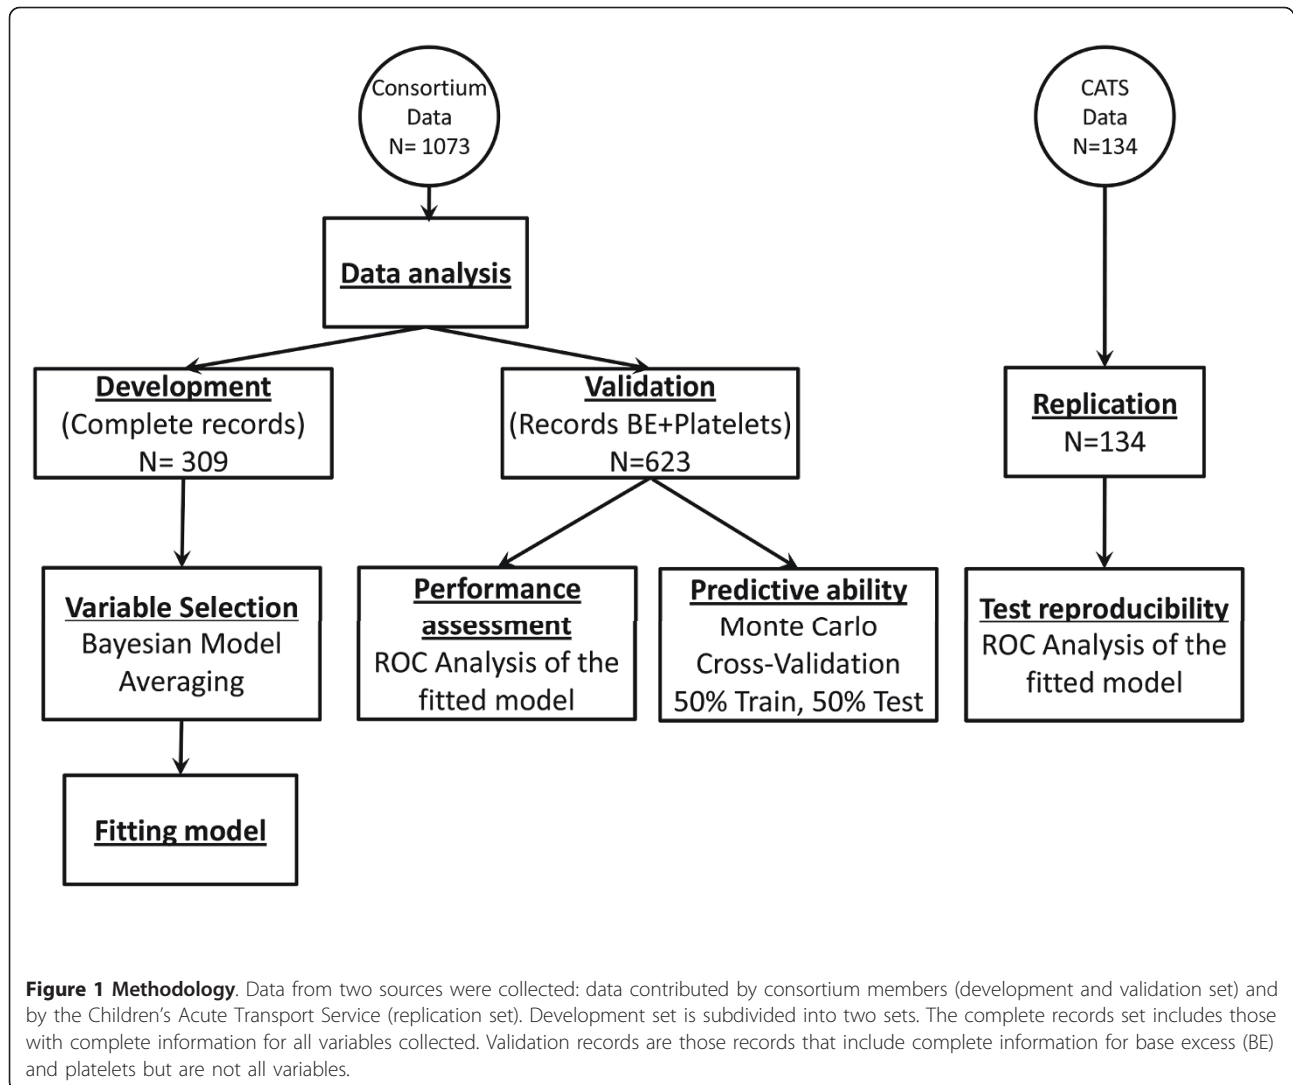 Consortium
Data
N= 1073
CATS
Data
N=134
Data analysis
Development
(Complete records)
N= 309
Validation
(Records BE+Platelets)
N=623
Replication
N=134
Variable Selection
Bayesian Model
Averaging
Performance
assessment
ROC Analysis of the
fitted model
Predictive ability
Monte Carlo
Cross-Validation
50% Train, 50% Test
Test reproducibility
ROC Analysis of the
fitted model
Fitting model
Figure 1 Methodology. Data from two sources were collected: data contributed by consortium members (development and validation set) and
by the Children's Acute Transport Service (replication set). Development set is subdivided into two sets. The complete records set includes those
with complete information for all variables collected. Validation records are those records that include complete information for base excess (BE)
and platelets but are not all variables.